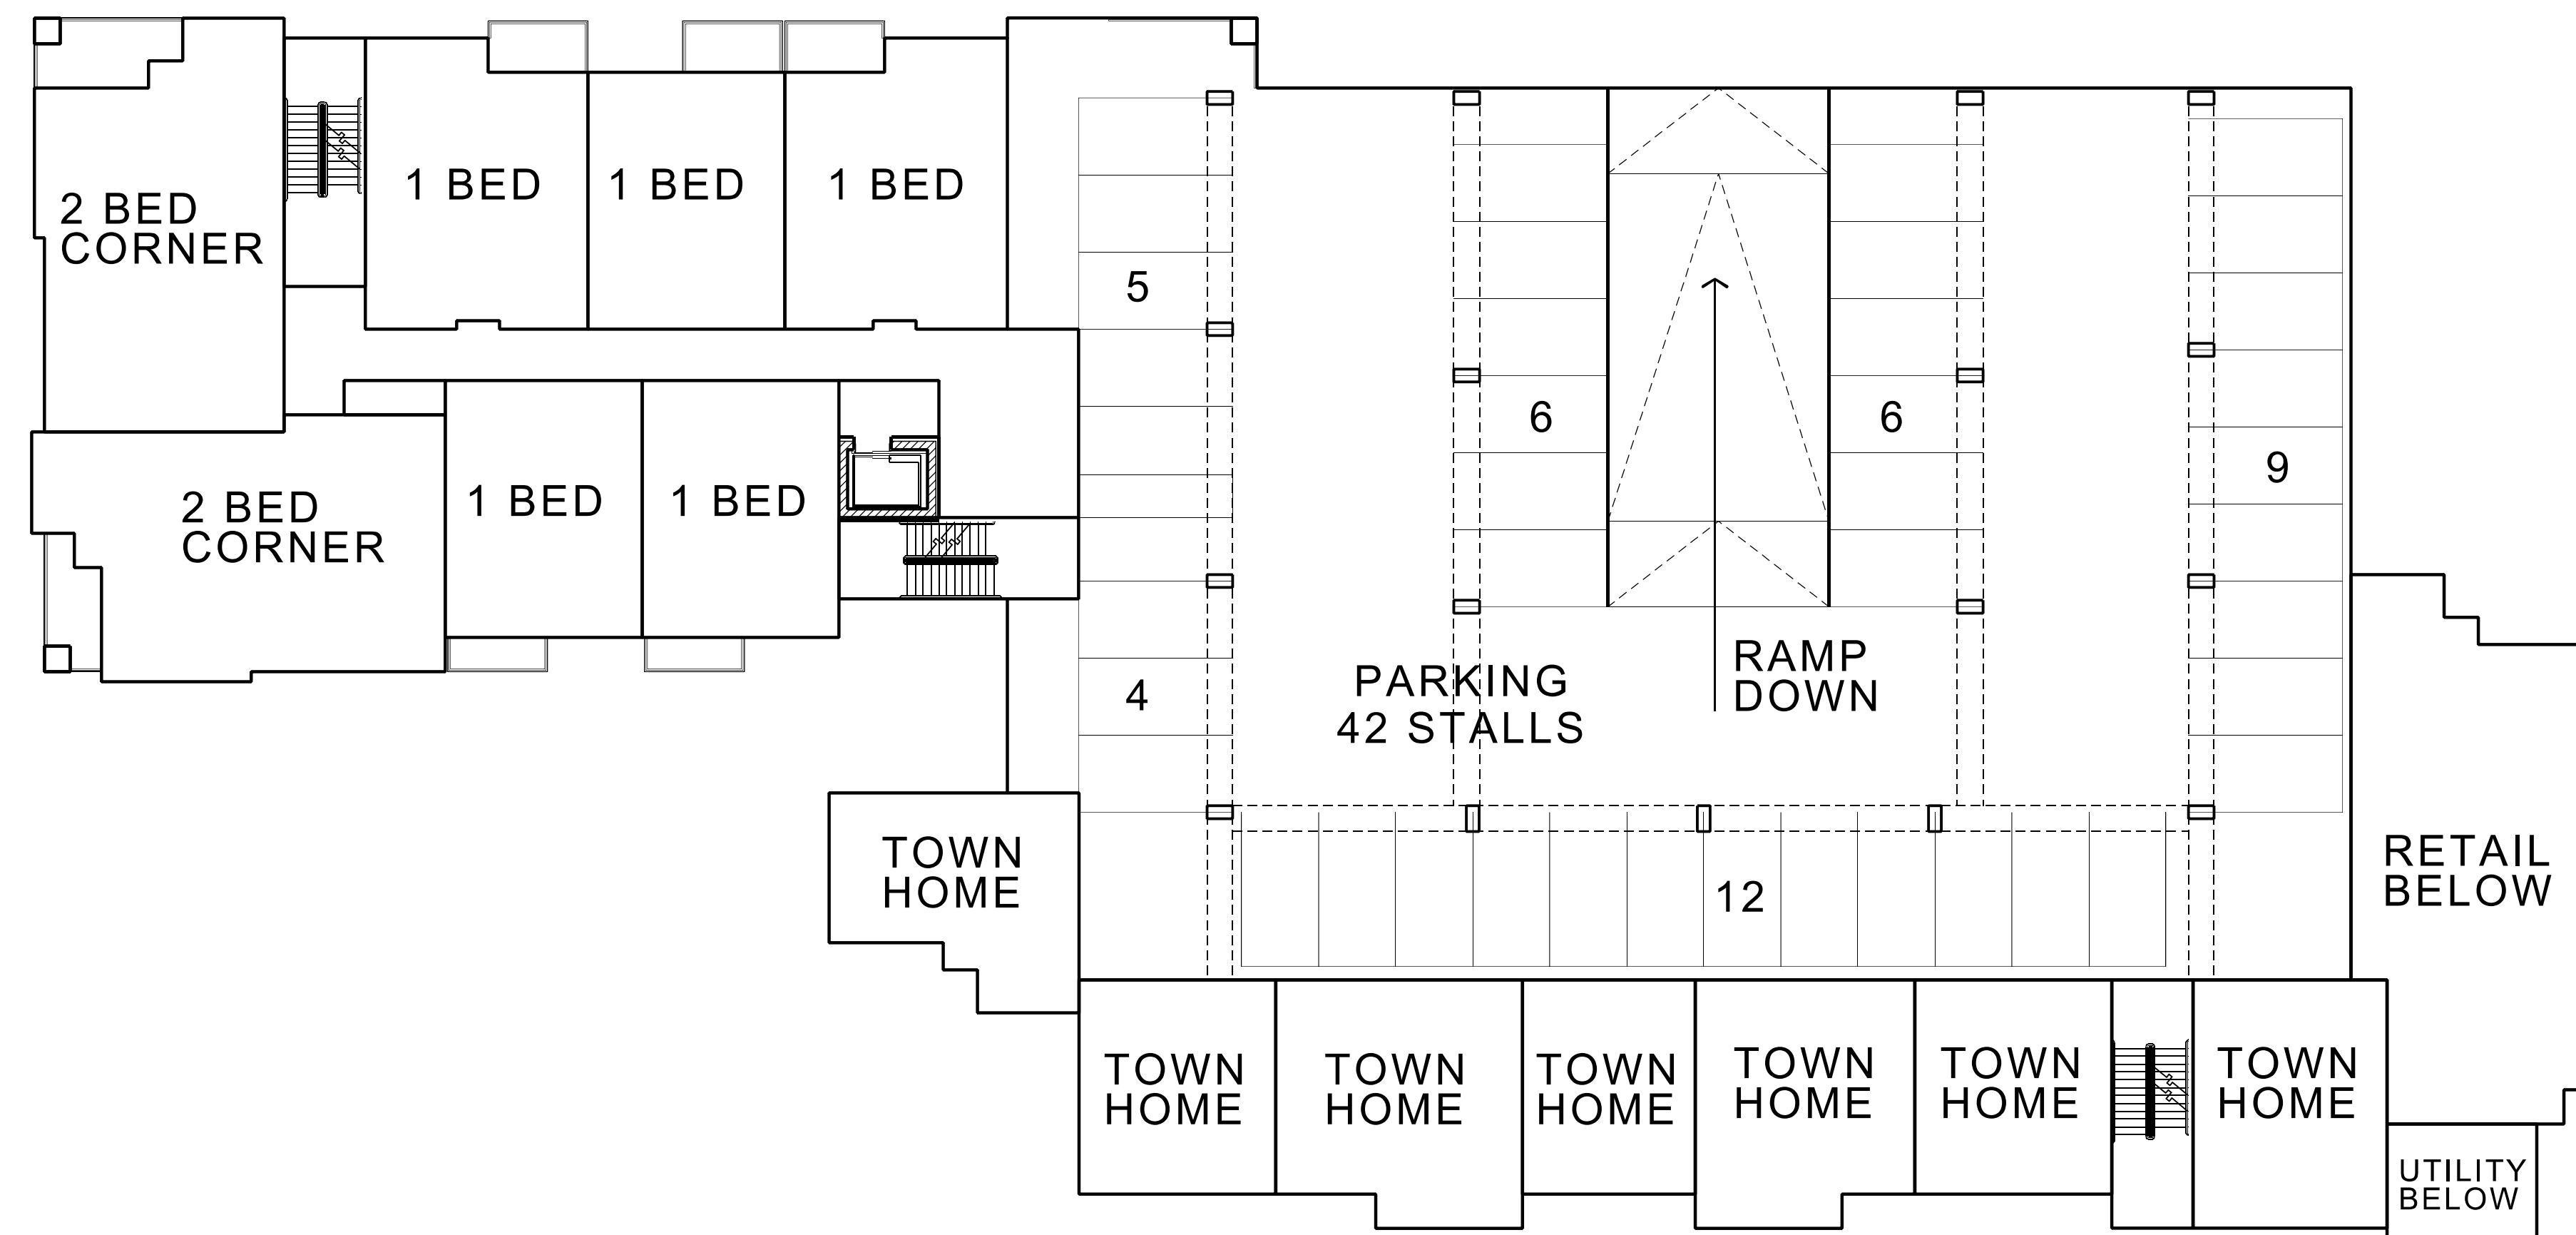 2 BED
CORNER
1 BED
1 BED
1 BED
5
6
6
9
2 BED
CORNER
1 BED
1 BED
4
PARKING
42 STALLS
RAMP
DOWN
TOWN
HOME
12
RETAIL
BELOW
TOWN
HOME
TOWN
HOME
TOWN
HOME
TOWN
HOME
TOWN
HOME
TOWN
HOME
UTILITY
BELOW